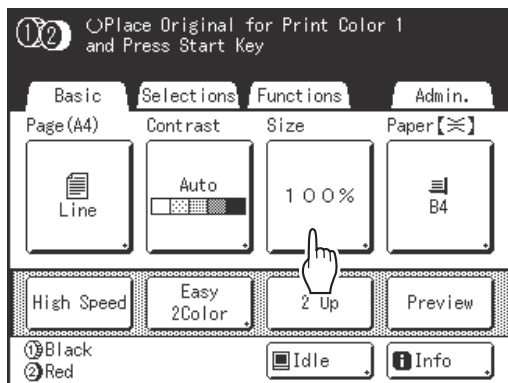 ①② Place Original for Print Color 1
and Press Start Key
Basic Selections Functions Admin.
Page(A4) Contrast Size Paper【※】
Line Auto 100% B4
High Speed Easy 2Color 2 Up Preview
①Black
②Red
Idle Info